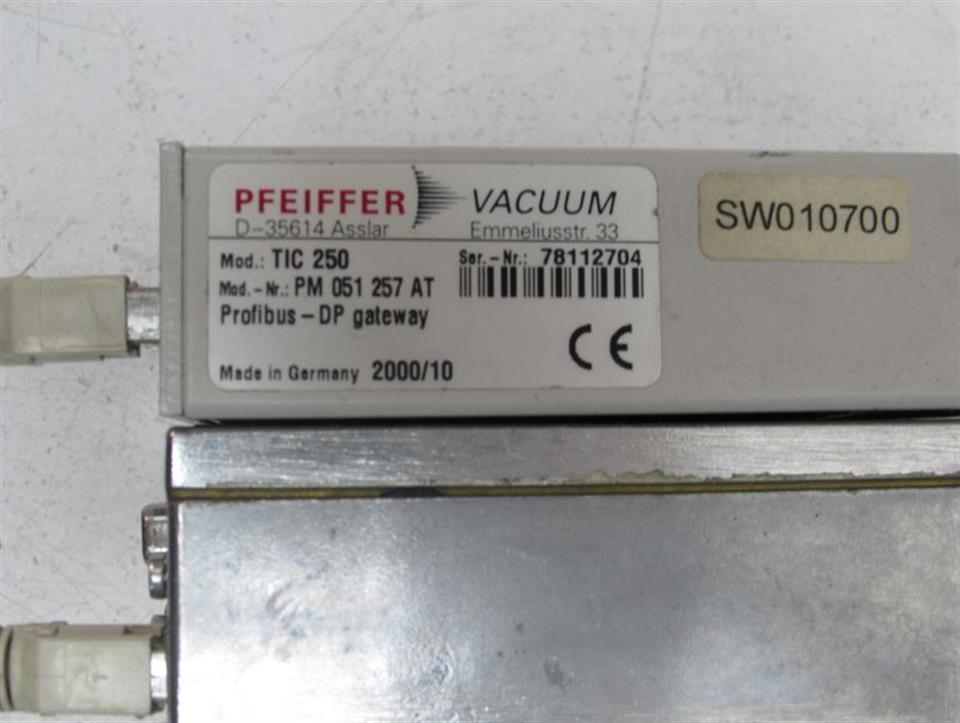 PFEIFFER VACUUM
D-35614 Asslar Emmeliusstr. 33
Mod.: TIC 250 Ser.-Nr.: 78112704
Mod.-Nr.: PM 051 257 AT
Profibus-DP gateway
CE
Made in Germany 2000/10
SW010700